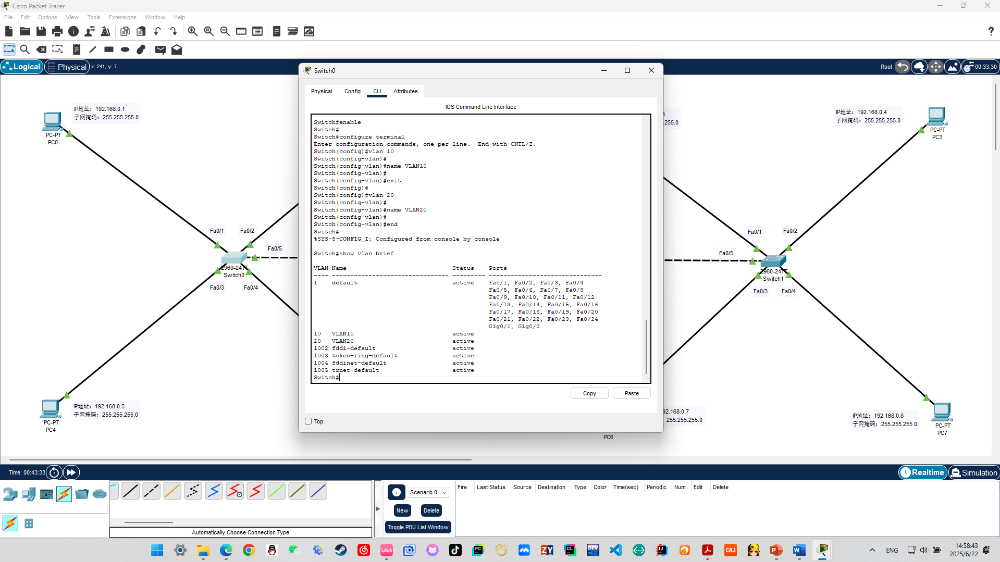 Cisco Packet Tracer
File Edit Options View Tools Extensions Window Help
Logical
Physical
x: 241, y: 7
Root
00:33:30
IP地址：192.168.0.1
子网掩码：255.255.255.0
PC-PT
PC0
IP地址：192.168.0.4
子网掩码：255.255.255.0
PC-PT
PC3
.255.0
Fa0/1
Fa0/2
Fa0/5
2960-24TT
Switch0
Fa0/3
Fa0/4
Fa0/1
Fa0/2
Fa0/5
2960-24TT
Switch1
Fa0/3
Fa0/4
IP地址：192.168.0.5
子网掩码：255.255.255.0
PC-PT
PC4
92.168.0.7
255.255.255.0
PC6
IP地址：192.168.0.8
子网掩码：255.255.255.0
PC-PT
PC7
Switch0
Physical Config CLI Attributes
IOS Command Line Interface
Switch#enable
Switch#
Switch#configure terminal
Enter configuration commands, one per line.  End with CNTL/Z.
Switch(config)#vlan 10
Switch(config-vlan)#
Switch(config-vlan)#name VLAN10
Switch(config-vlan)#
Switch(config-vlan)#exit
Switch(config)#
Switch(config)#vlan 20
Switch(config-vlan)#
Switch(config-vlan)#name VLAN20
Switch(config-vlan)#
Switch(config-vlan)#end
Switch#
%SYS-5-CONFIG_I: Configured from console by console
Switch#show vlan brief
VLAN Name                             Status    Ports
---- -------------------------------- --------- -------------------------------
1    default                          active    Fa0/1, Fa0/2, Fa0/3, Fa0/4
Fa0/5, Fa0/6, Fa0/7, Fa0/8
Fa0/9, Fa0/10, Fa0/11, Fa0/12
Fa0/13, Fa0/14, Fa0/15, Fa0/16
Fa0/17, Fa0/18, Fa0/19, Fa0/20
Fa0/21, Fa0/22, Fa0/23, Fa0/24
Gig0/1, Gig0/2
10   VLAN10                           active
20   VLAN20                           active
1002 fddi-default                     active
1003 token-ring-default               active
1004 fddinet-default                  active
1005 trnet-default                    active
Switch#
Copy
Paste
Top
Time: 00:43:33
Realtime
Simulation
Automatically Choose Connection Type
Scenario 0
New
Delete
Toggle PDU List Window
Fire Last Status Source Destination Type Color Time(sec) Periodic Num Edit Delete
PC
ZY
CL
DEV
IJ
CAJ
P
W
ENG
14:58:43
2025/6/22